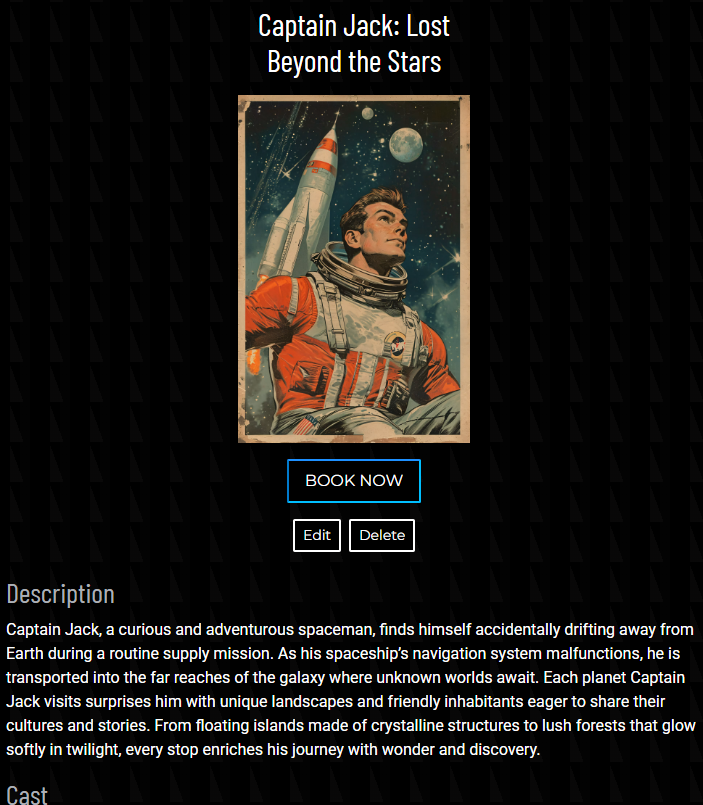 Captain Jack: Lost
Beyond the Stars
BOOK NOW
Edit
Delete
Description
Captain Jack, a curious and adventurous spaceman, finds himself accidentally drifting away from
Earth during a routine supply mission. As his spaceship’s navigation system malfunctions, he is
transported into the far reaches of the galaxy where unknown worlds await. Each planet Captain
Jack visits surprises him with unique landscapes and friendly inhabitants eager to share their
cultures and stories. From floating islands made of crystalline structures to lush forests that glow
softly in twilight, every stop enriches his journey with wonder and discovery.
Cast